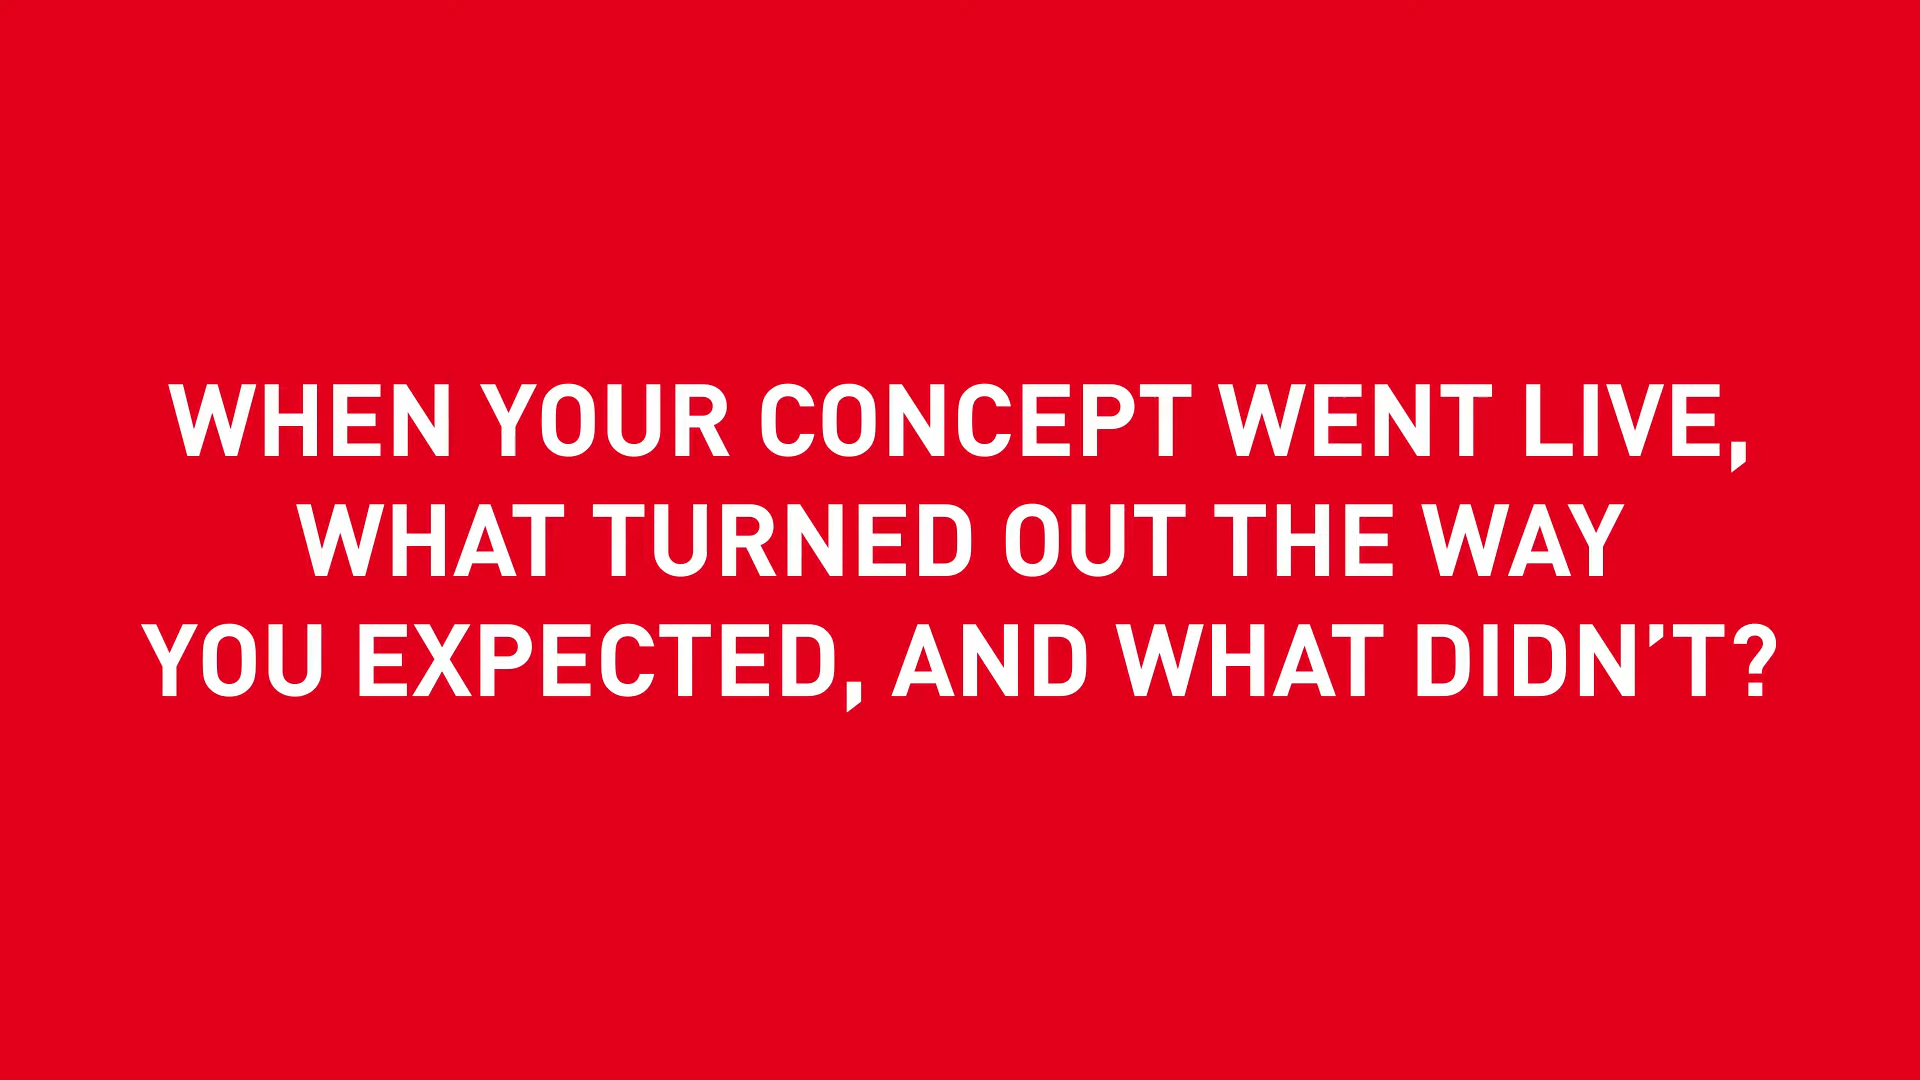 WHEN YOUR CONCEPT WENT LIVE,
WHAT TURNED OUT THE WAY
YOU EXPECTED, AND WHAT DIDN’T?